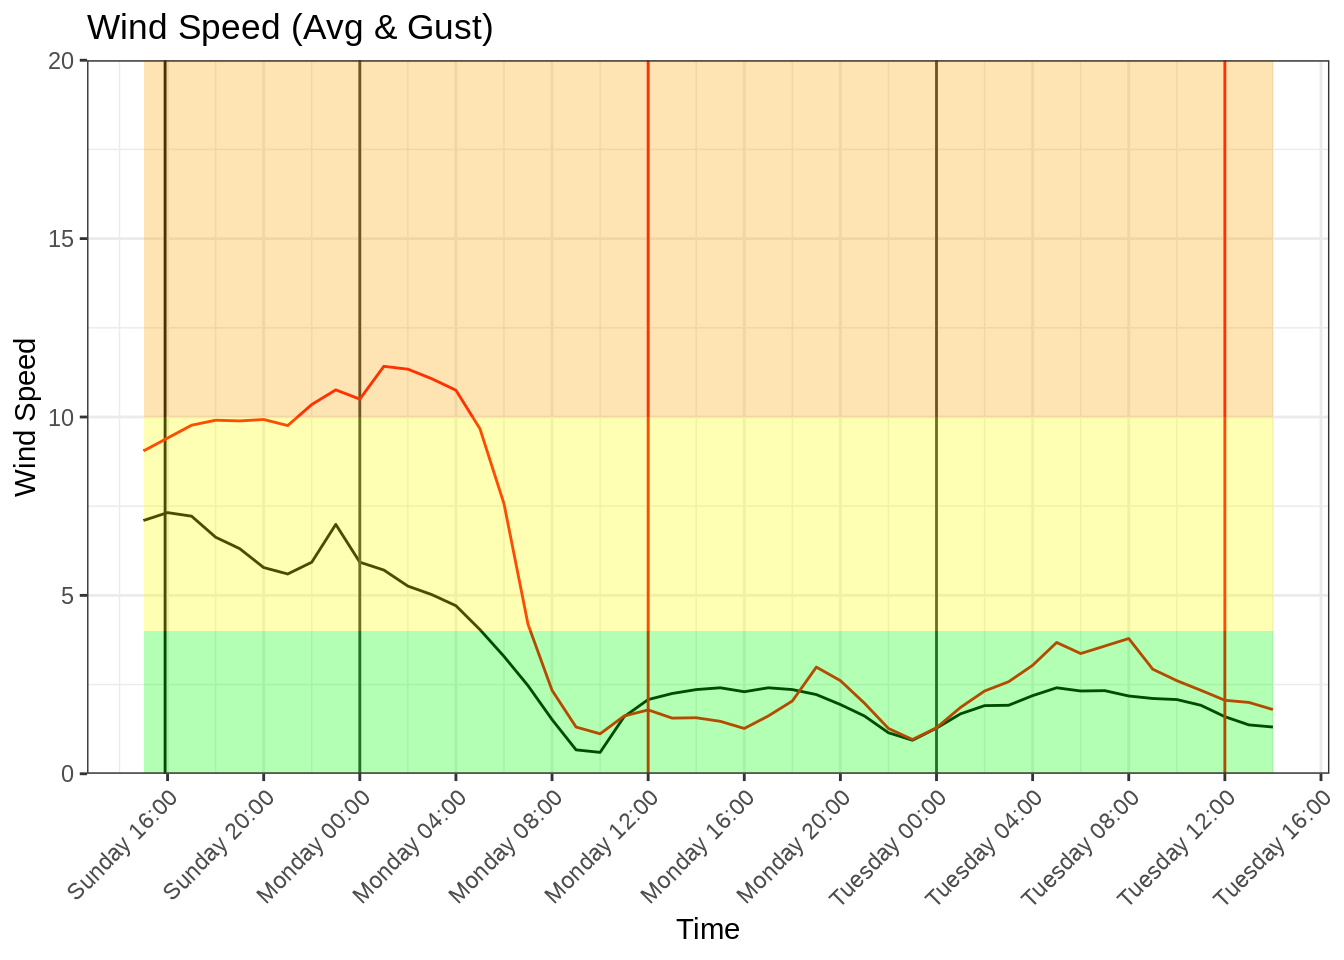 Wind Speed (Avg & Gust)
20
15
10
5
0
Wind Speed
Sunday 16:00
Sunday 20:00
Monday 00:00
Monday 04:00
Monday 08:00
Monday 12:00
Monday 16:00
Monday 20:00
Tuesday 00:00
Tuesday 04:00
Tuesday 08:00
Tuesday 12:00
Tuesday 16:00
Time